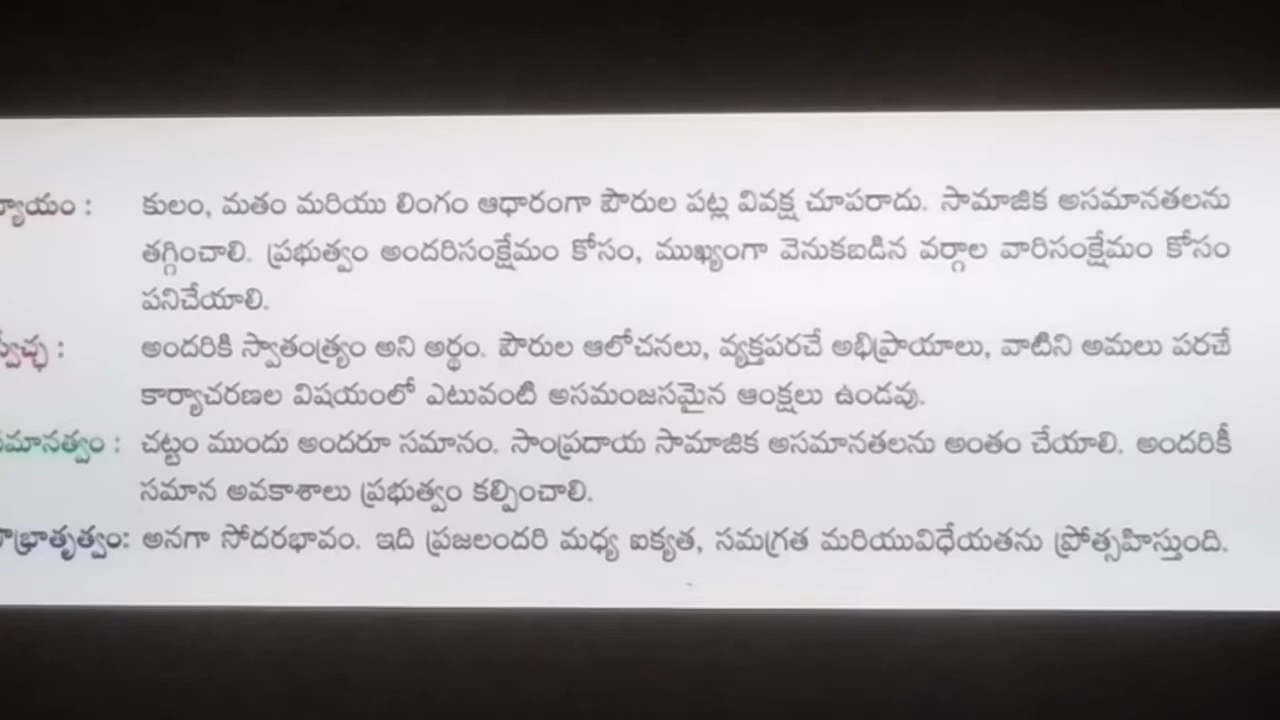 న్యాయం : కులం, మతం మరియు లింగం ఆధారంగా పౌరుల పట్ల వివక్ష చూపరాదు. సామాజిక అసమానతలను
తగ్గించాలి. ప్రభుత్వం అందరిసంక్షేమం కోసం, ముఖ్యంగా వెనుకబడిన వర్గాల వారిసంక్షేమం కోసం
పనిచేయాలి.
స్వేచ్ఛ : అందరికి స్వాతంత్ర్యం అని అర్థం. పౌరుల ఆలోచనలు, వ్యక్తపరచే అభిప్రాయాలు, వాటిని అమలు పరచే
కార్యాచరణల విషయంలో ఎటువంటి అసమంజసమైన ఆంక్షలు ఉండవు.
సమానత్వం : చట్టం ముందు అందరూ సమానం. సాంప్రదాయ సామాజిక అసమానతలను అంతం చేయాలి. అందరికీ
సమాన అవకాశాలు ప్రభుత్వం కల్పించాలి.
సౌభ్రాతృత్వం: అనగా సోదరభావం. ఇది ప్రజలందరి మధ్య ఐక్యత, సమగ్రత మరియువిధేయతను ప్రోత్సహిస్తుంది.